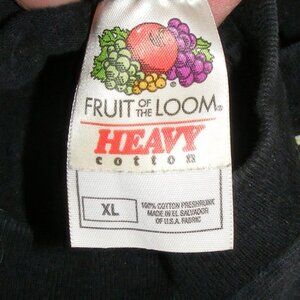 FRUIT OF THE LOOM®
HEAVY
cotton
XL
100% COTTON PRESHRUNK
MADE IN EL SALVADOR
OF U.S.A. FABRIC